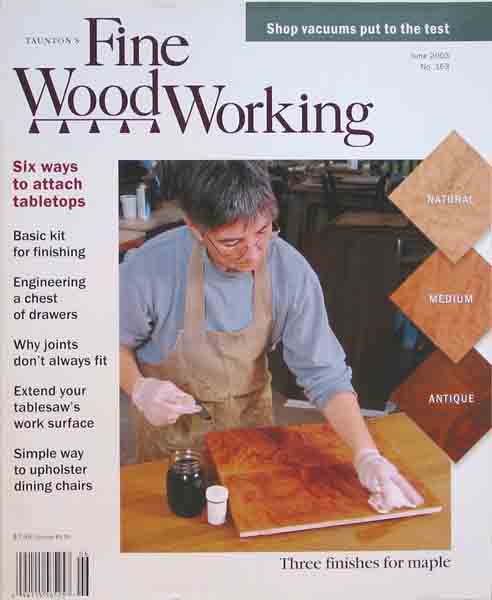 Shop vacuums put to the test
TAUNTON'S
Fine
WoodWorking
June 2003
No. 163
Six ways
to attach
tabletops
Basic kit
for finishing
Engineering
a chest
of drawers
Why joints
don't always fit
Extend your
tablesaw's
work surface
Simple way
to upholster
dining chairs
NATURAL
MEDIUM
ANTIQUE
Three finishes for maple